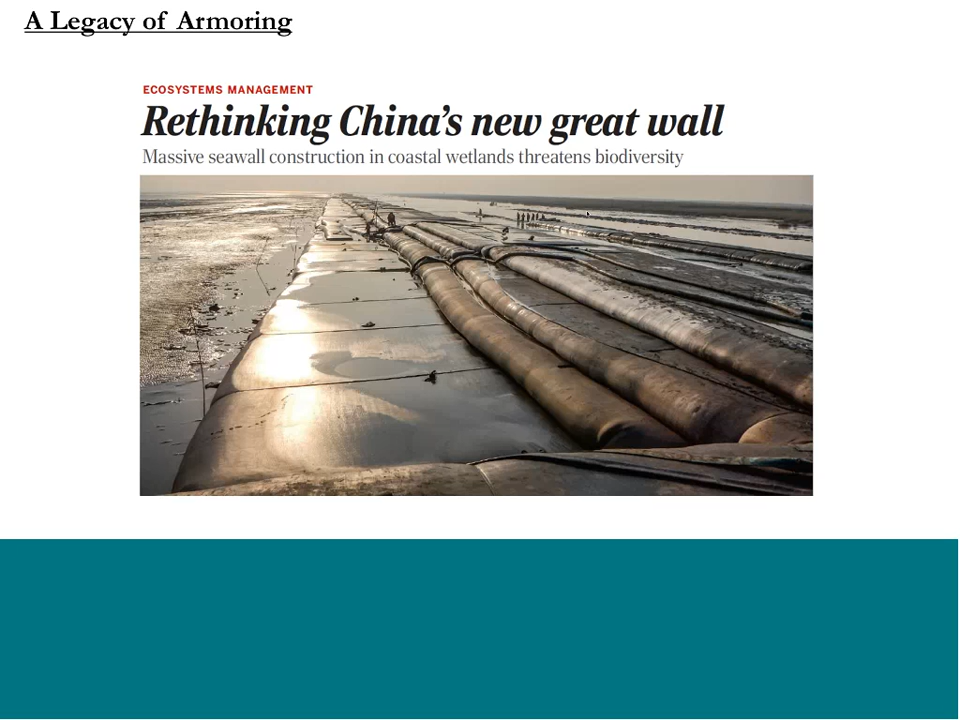 A Legacy of Armoring
ECOSYSTEMS MANAGEMENT
Rethinking China's new great wall
Massive seawall construction in coastal wetlands threatens biodiversity